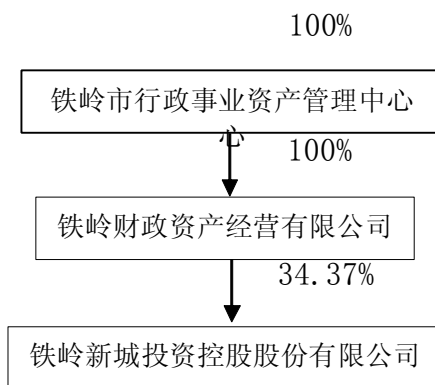 100%
铁岭市行政事业资产管理中心
心
100%
铁岭财政资产经营有限公司
34.37%
铁岭新城投资控股股份有限公司